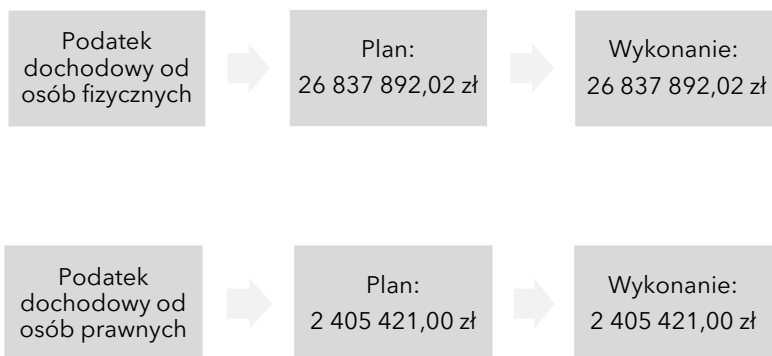 Podatek
dochodowy od
osób fizycznych
Plan:
26 837 892,02 zł
Wykonanie:
26 837 892,02 zł
Podatek
dochodowy od
osób prawnych
Plan:
2 405 421,00 zł
Wykonanie:
2 405 421,00 zł